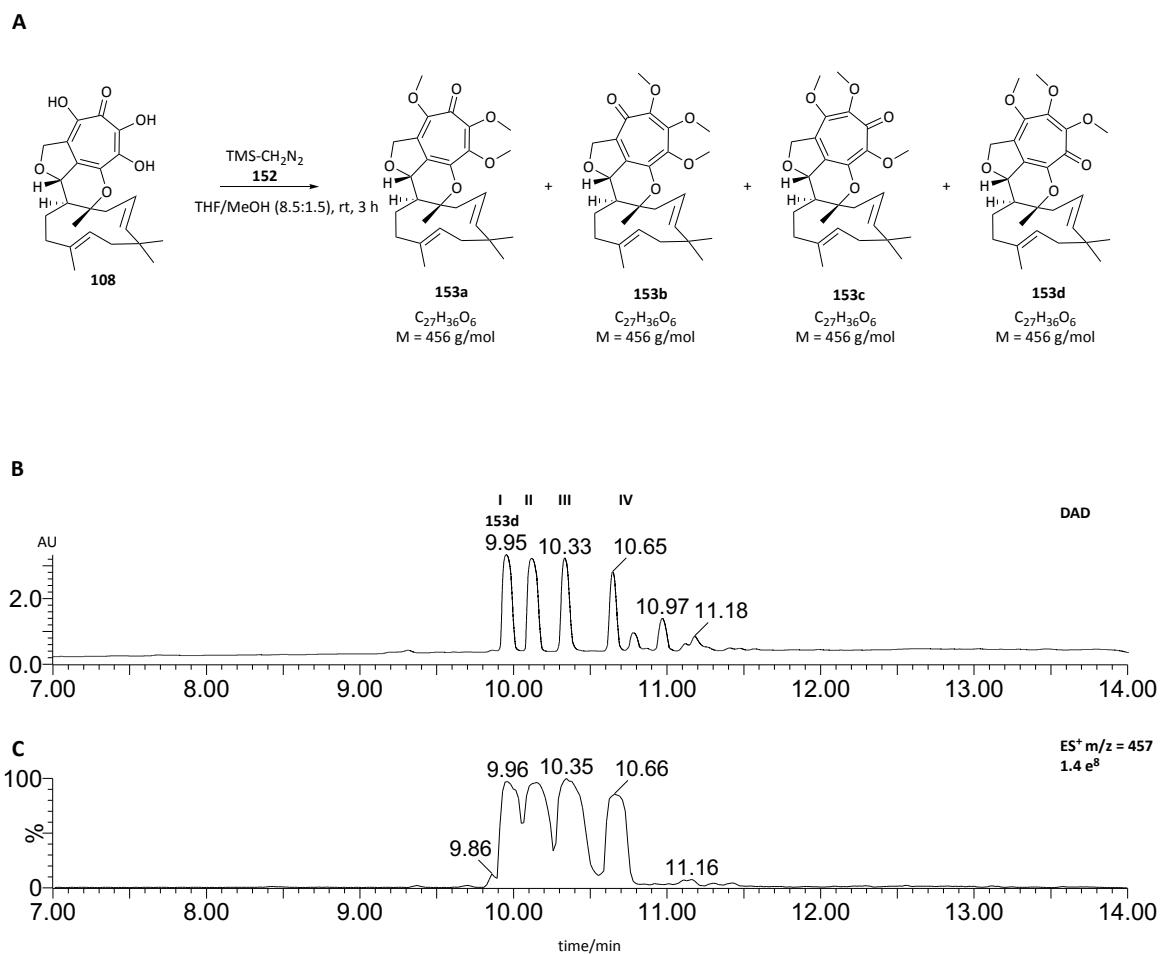 A
HO
O
OH
OH
O
O
H
H
108
TMS-CH₂N₂
152
THF/MeOH (8.5:1.5), rt, 3 h
O
O
O
O
O
O
H
H
153a
C₂₇H₃₆O₆
M = 456 g/mol
+
O
O
O
O
O
O
H
H
153b
C₂₇H₃₆O₆
M = 456 g/mol
+
O
O
O
O
O
O
H
H
153c
C₂₇H₃₆O₆
M = 456 g/mol
+
O
O
O
O
O
O
H
H
153d
C₂₇H₃₆O₆
M = 456 g/mol
B
I II III IV
153d
DAD
AU
9.95 10.33 10.65
10.97 11.18
2.0
0.0
7.00 8.00 9.00 10.00 11.00 12.00 13.00 14.00
C
ES⁺ m/z = 457
1.4 e⁸
100
%
0
9.86 9.96 10.35 10.66
11.16
7.00 8.00 9.00 10.00 11.00 12.00 13.00 14.00
time/min